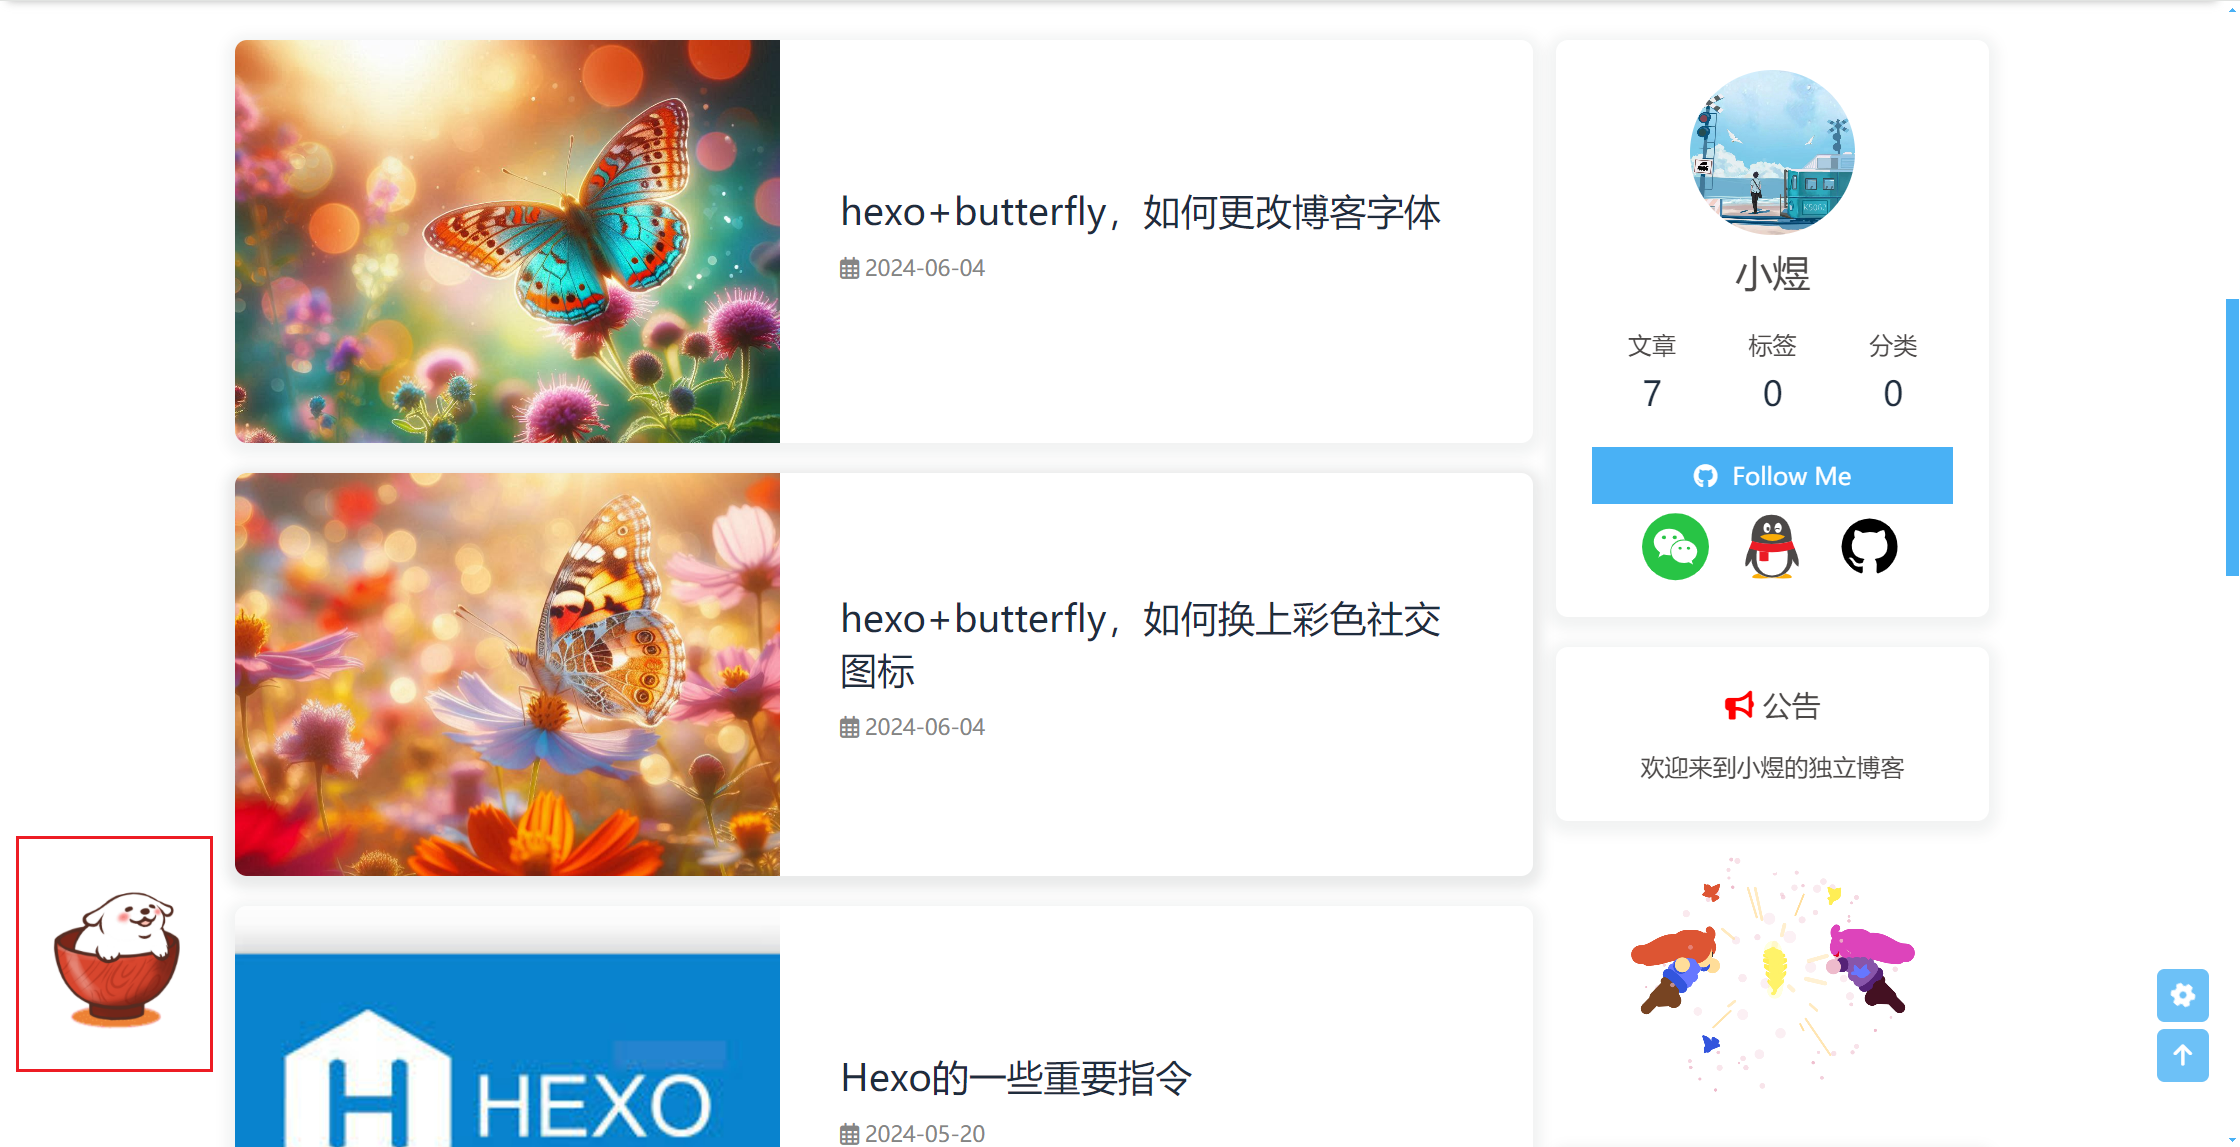 hexo+butterfly，如何更改博客字体
2024-06-04
hexo+butterfly，如何换上彩色社交
图标
2024-06-04
HEXO
Hexo的一些重要指令
2024-05-20
小煜
文章 标签 分类
7 0 0
Follow Me
公告
欢迎来到小煜的独立博客